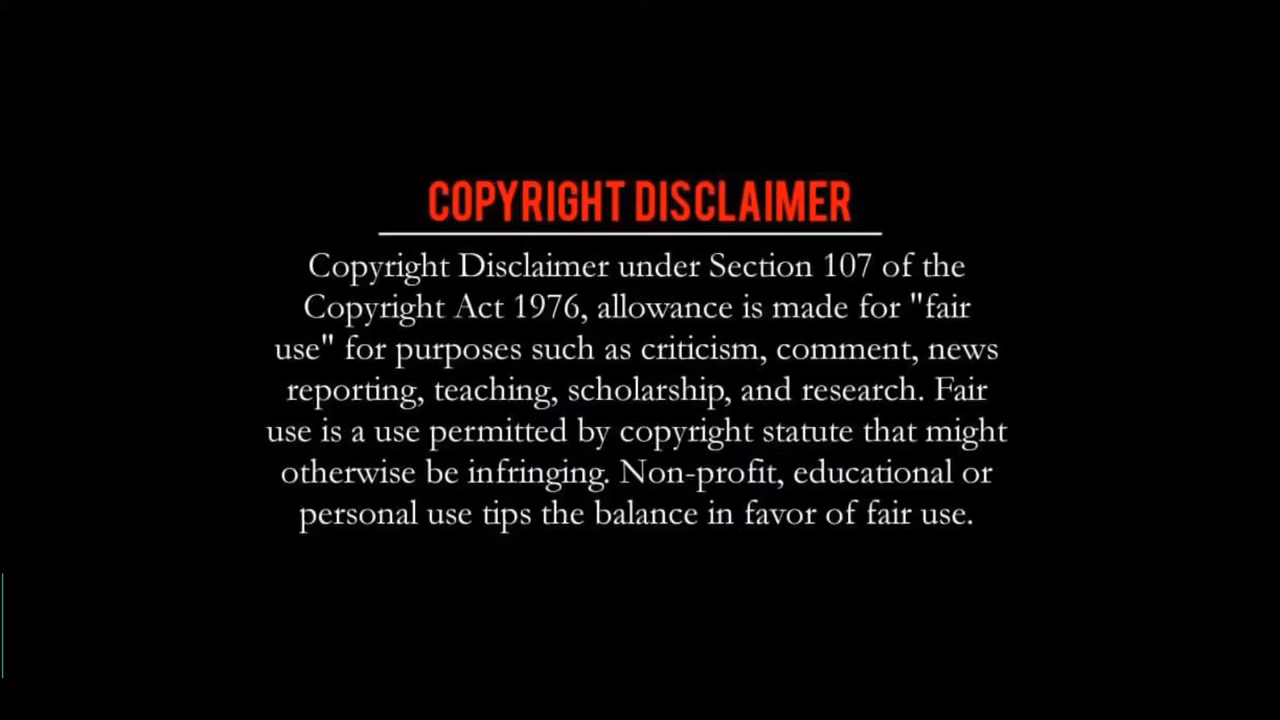 COPYRIGHT DISCLAIMER
Copyright Disclaimer under Section 107 of the
Copyright Act 1976, allowance is made for "fair
use" for purposes such as criticism, comment, news
reporting, teaching, scholarship, and research. Fair
use is a use permitted by copyright statute that might
otherwise be infringing. Non-profit, educational or
personal use tips the balance in favor of fair use.